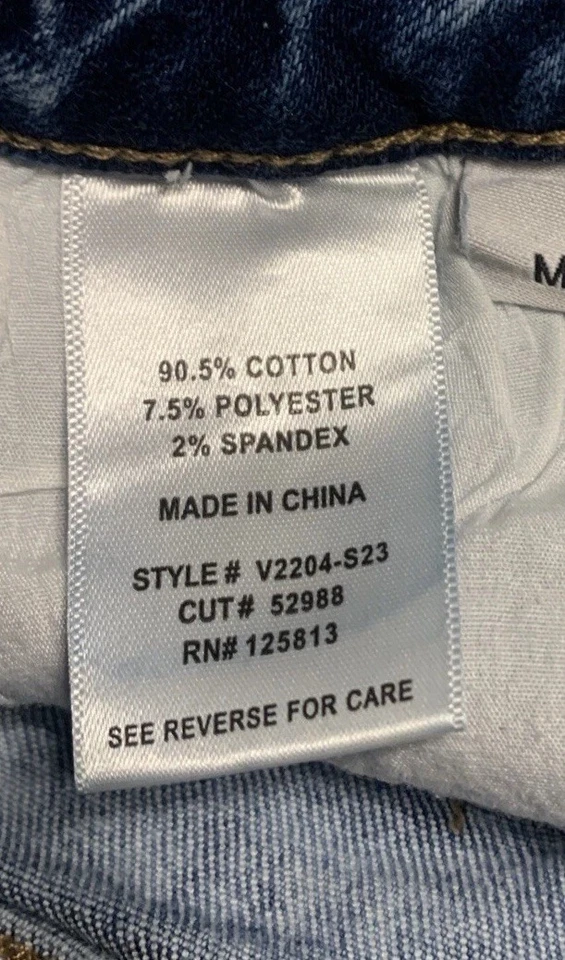 90.5% COTTON
7.5% POLYESTER
2% SPANDEX
MADE IN CHINA
STYLE# V2204-S23
CUT# 52988
RN# 125813
SEE REVERSE FOR CARE
M